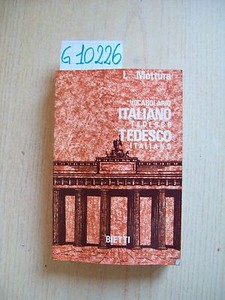 G 10226
L. Mottura
VOCABOLARIO
ITALIANO
TEDESCO
TEDESCO
ITALIANO
BIETTI